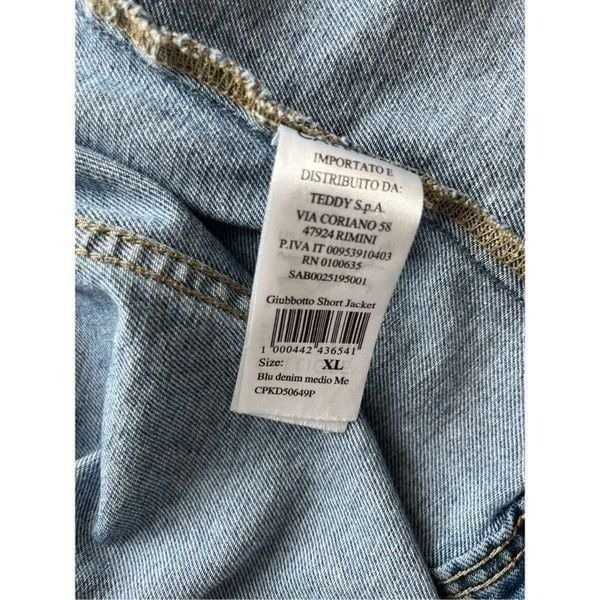 IMPORTATO E
DISTRIBUITO DA:
TEDDY S.p.A.
VIA CORIANO 58
47924 RIMINI
P.IVA IT 00953910403
RN 0100635
SAB0025195001
Giubbotto Short Jacket
1 000442 436541
Size: XL
Blu denim medio Me
CPKD50649P